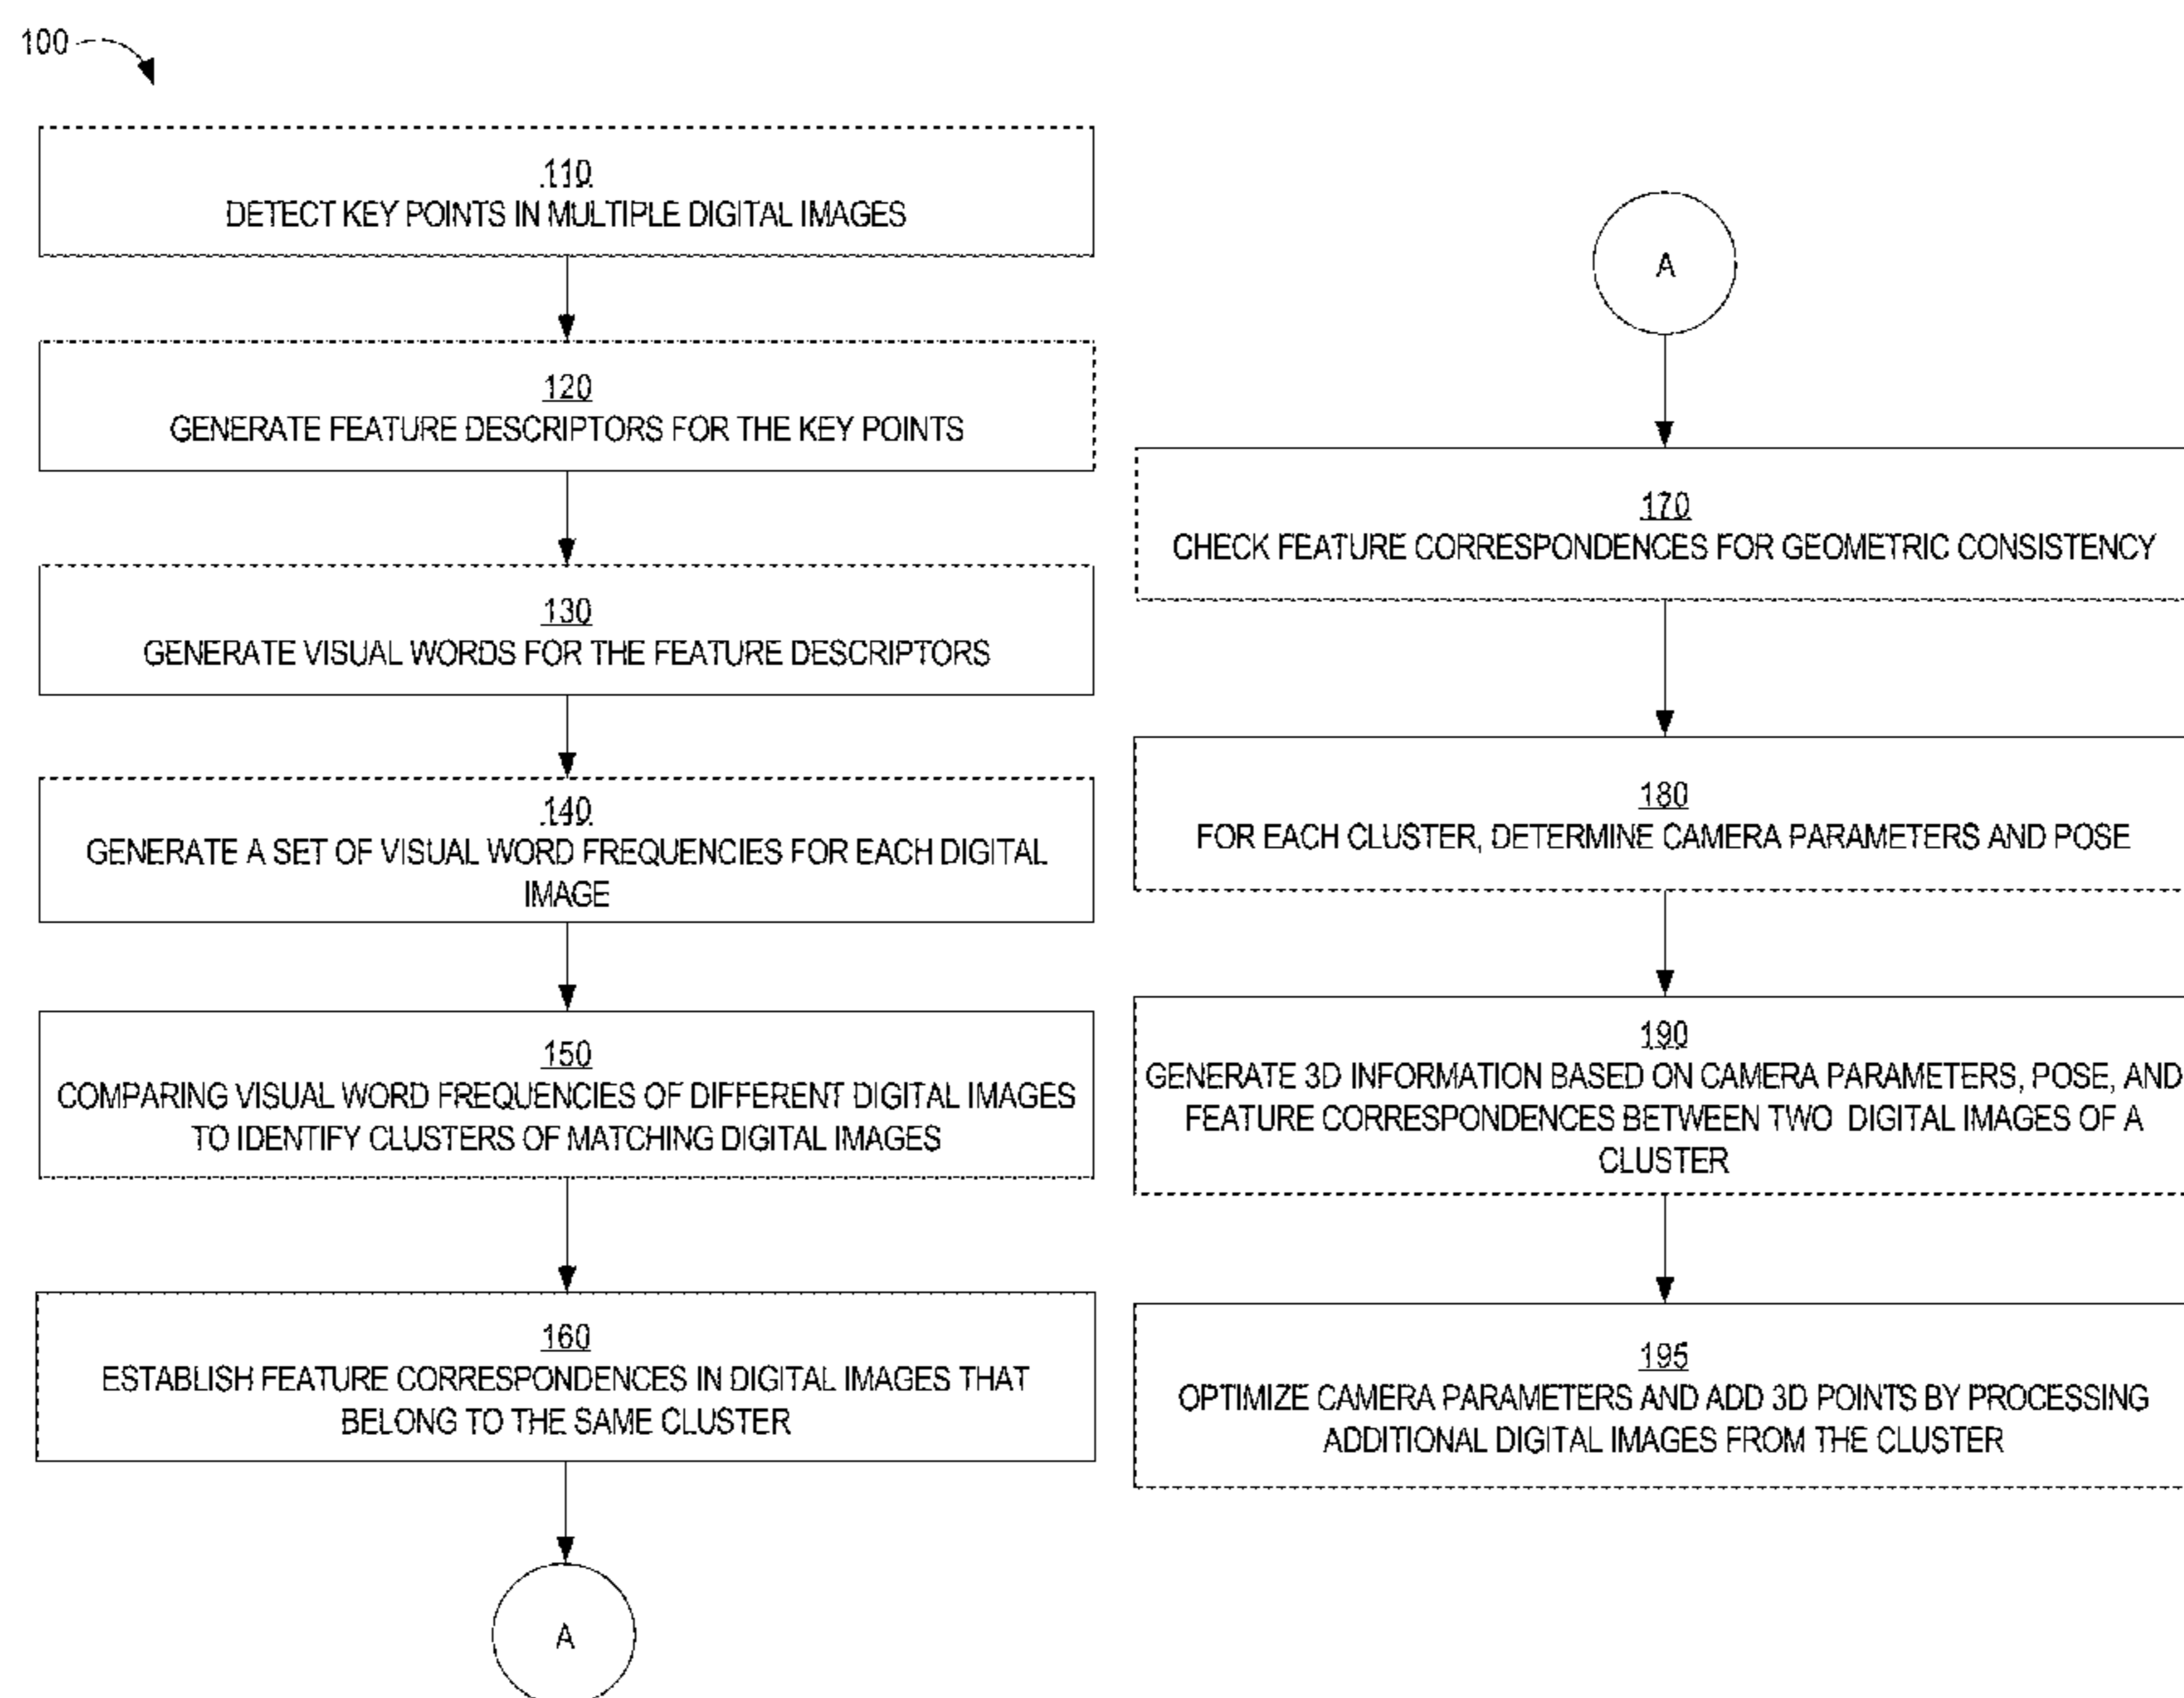 100
110
DETECT KEY POINTS IN MULTIPLE DIGITAL IMAGES
120
GENERATE FEATURE DESCRIPTORS FOR THE KEY POINTS
130
GENERATE VISUAL WORDS FOR THE FEATURE DESCRIPTORS
140
GENERATE A SET OF VISUAL WORD FREQUENCIES FOR EACH DIGITAL
IMAGE
150
COMPARING VISUAL WORD FREQUENCIES OF DIFFERENT DIGITAL IMAGES
TO IDENTIFY CLUSTERS OF MATCHING DIGITAL IMAGES
160
ESTABLISH FEATURE CORRESPONDENCES IN DIGITAL IMAGES THAT
BELONG TO THE SAME CLUSTER
A
A
170
CHECK FEATURE CORRESPONDENCES FOR GEOMETRIC CONSISTENCY
180
FOR EACH CLUSTER, DETERMINE CAMERA PARAMETERS AND POSE
190
GENERATE 3D INFORMATION BASED ON CAMERA PARAMETERS, POSE, AND
FEATURE CORRESPONDENCES BETWEEN TWO DIGITAL IMAGES OF A
CLUSTER
195
OPTIMIZE CAMERA PARAMETERS AND ADD 3D POINTS BY PROCESSING
ADDITIONAL DIGITAL IMAGES FROM THE CLUSTER